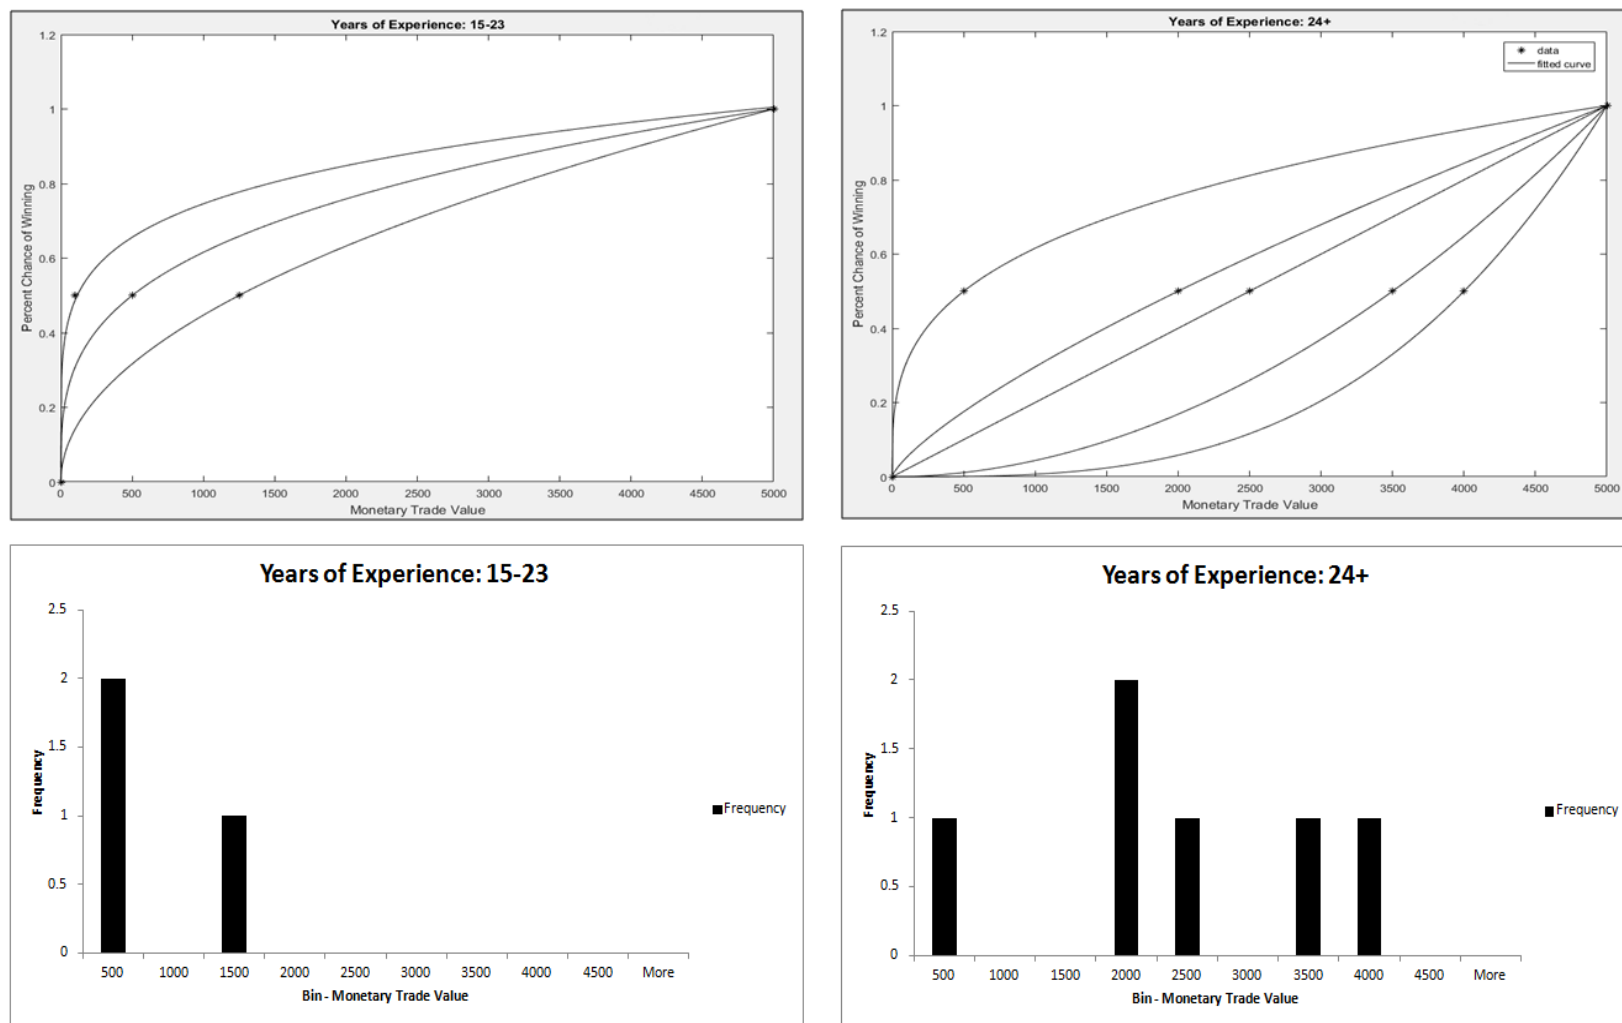 Years of Experience: 15-23
1.2
1
0.8
0.6
0.4
0.2
0
Percent Chance of Winning
0 500 1000 1500 2000 2500 3000 3500 4000 4500 5000
Monetary Trade Value
Years of Experience: 24+
data
fitted curve
1.2
1
0.8
0.6
0.4
0.2
0
Percent Chance of Winning
0 500 1000 1500 2000 2500 3000 3500 4000 4500 5000
Monetary Trade Value
Years of Experience: 15-23
2.5
2
1.5
1
0.5
0
Frequency
Frequency
500 1000 1500 2000 2500 3000 3500 4000 4500 More
Bin - Monetary Trade Value
Years of Experience: 24+
2.5
2
1.5
1
0.5
0
Frequency
Frequency
500 1000 1500 2000 2500 3000 3500 4000 4500 More
Bin - Monetary Trade Value